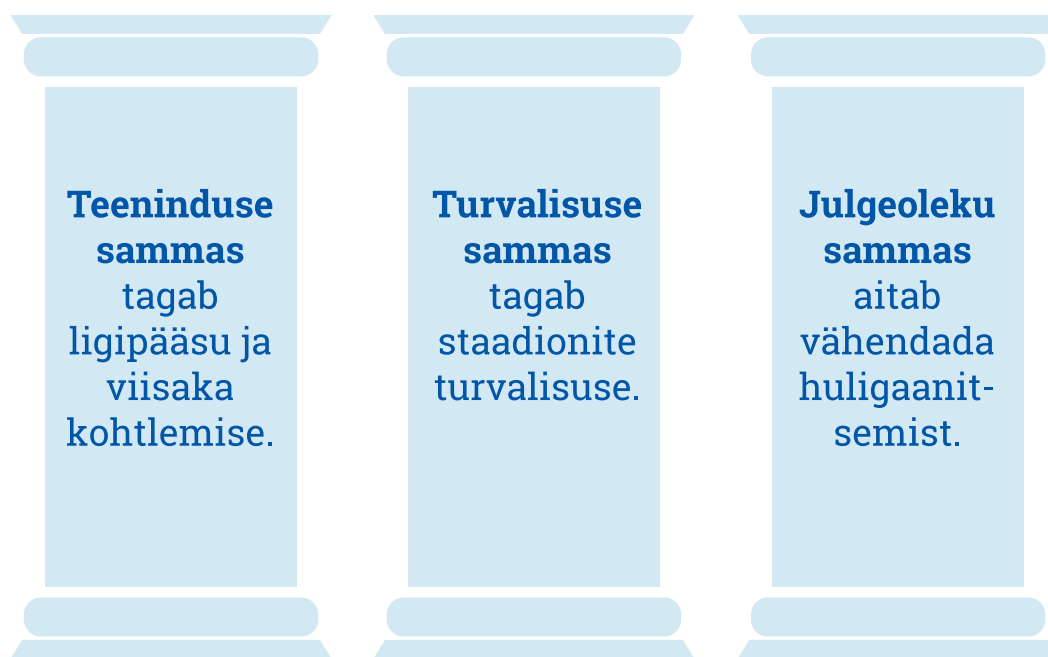 Teeninduse
sammas
tagab
ligipääsu ja
viisaka
kohtlemise.
Turvalisuse
sammas
tagab
staadionite
turvalisuse.
Julgeoleku
sammas
aitab
vähendada
huligaanit-
semist.